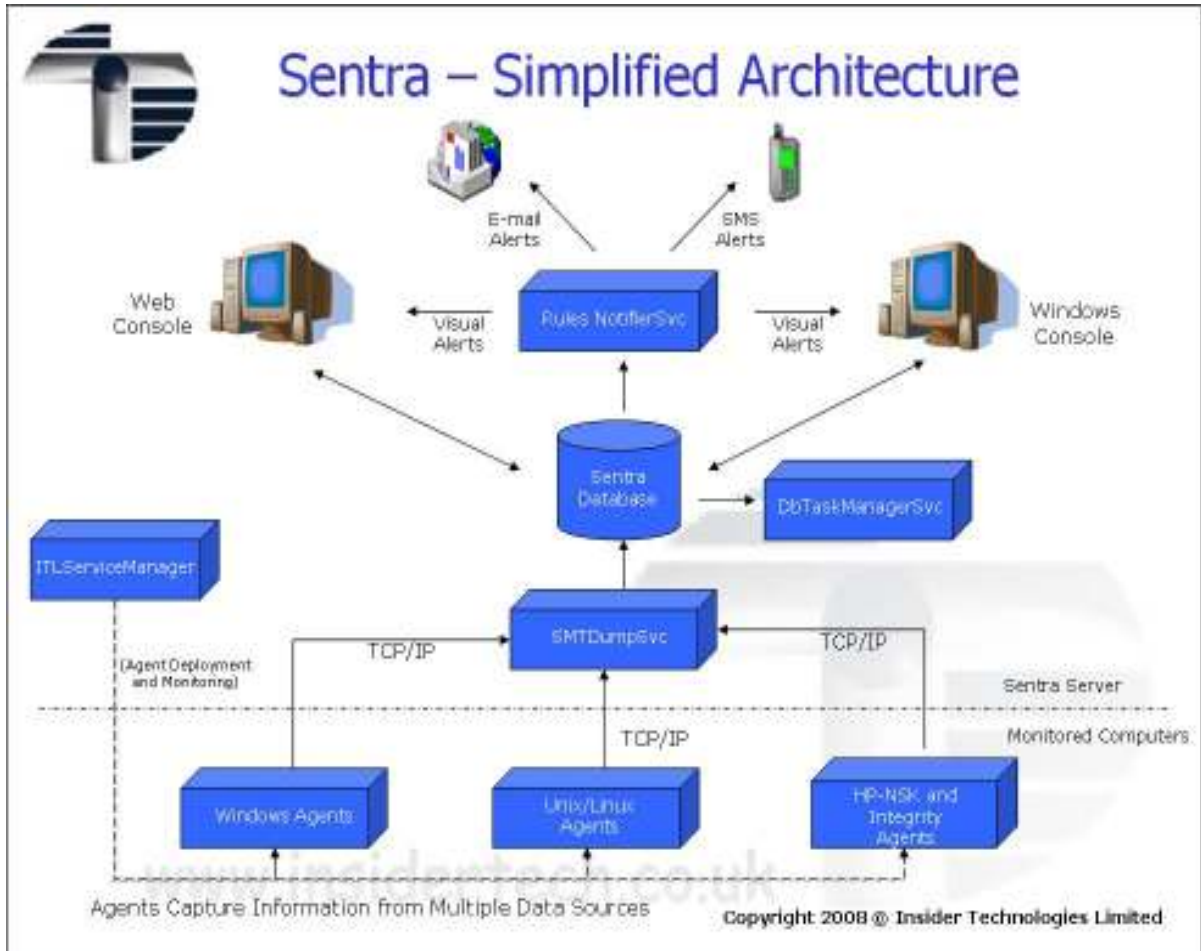 Sentra – Simplified Architecture
E-mail
Alerts
SMS
Alerts
Web
Console
Visual
Alerts
Rules NotifierSvc
Visual
Alerts
Windows
Console
Sentra
Database
DbTaskManagerSvc
ITLServiceManager
SMTDumpSvc
TCP/IP
TCP/IP
(Agent Deployment
and Monitoring)
Sentra Server
TCP/IP
Monitored Computers
Windows Agents
Unix/Linux
Agents
HP-NSK and
Integrity
Agents
www.insidertech.co.uk
Agents Capture Information from Multiple Data Sources
Copyright 2008 @ Insider Technologies Limited